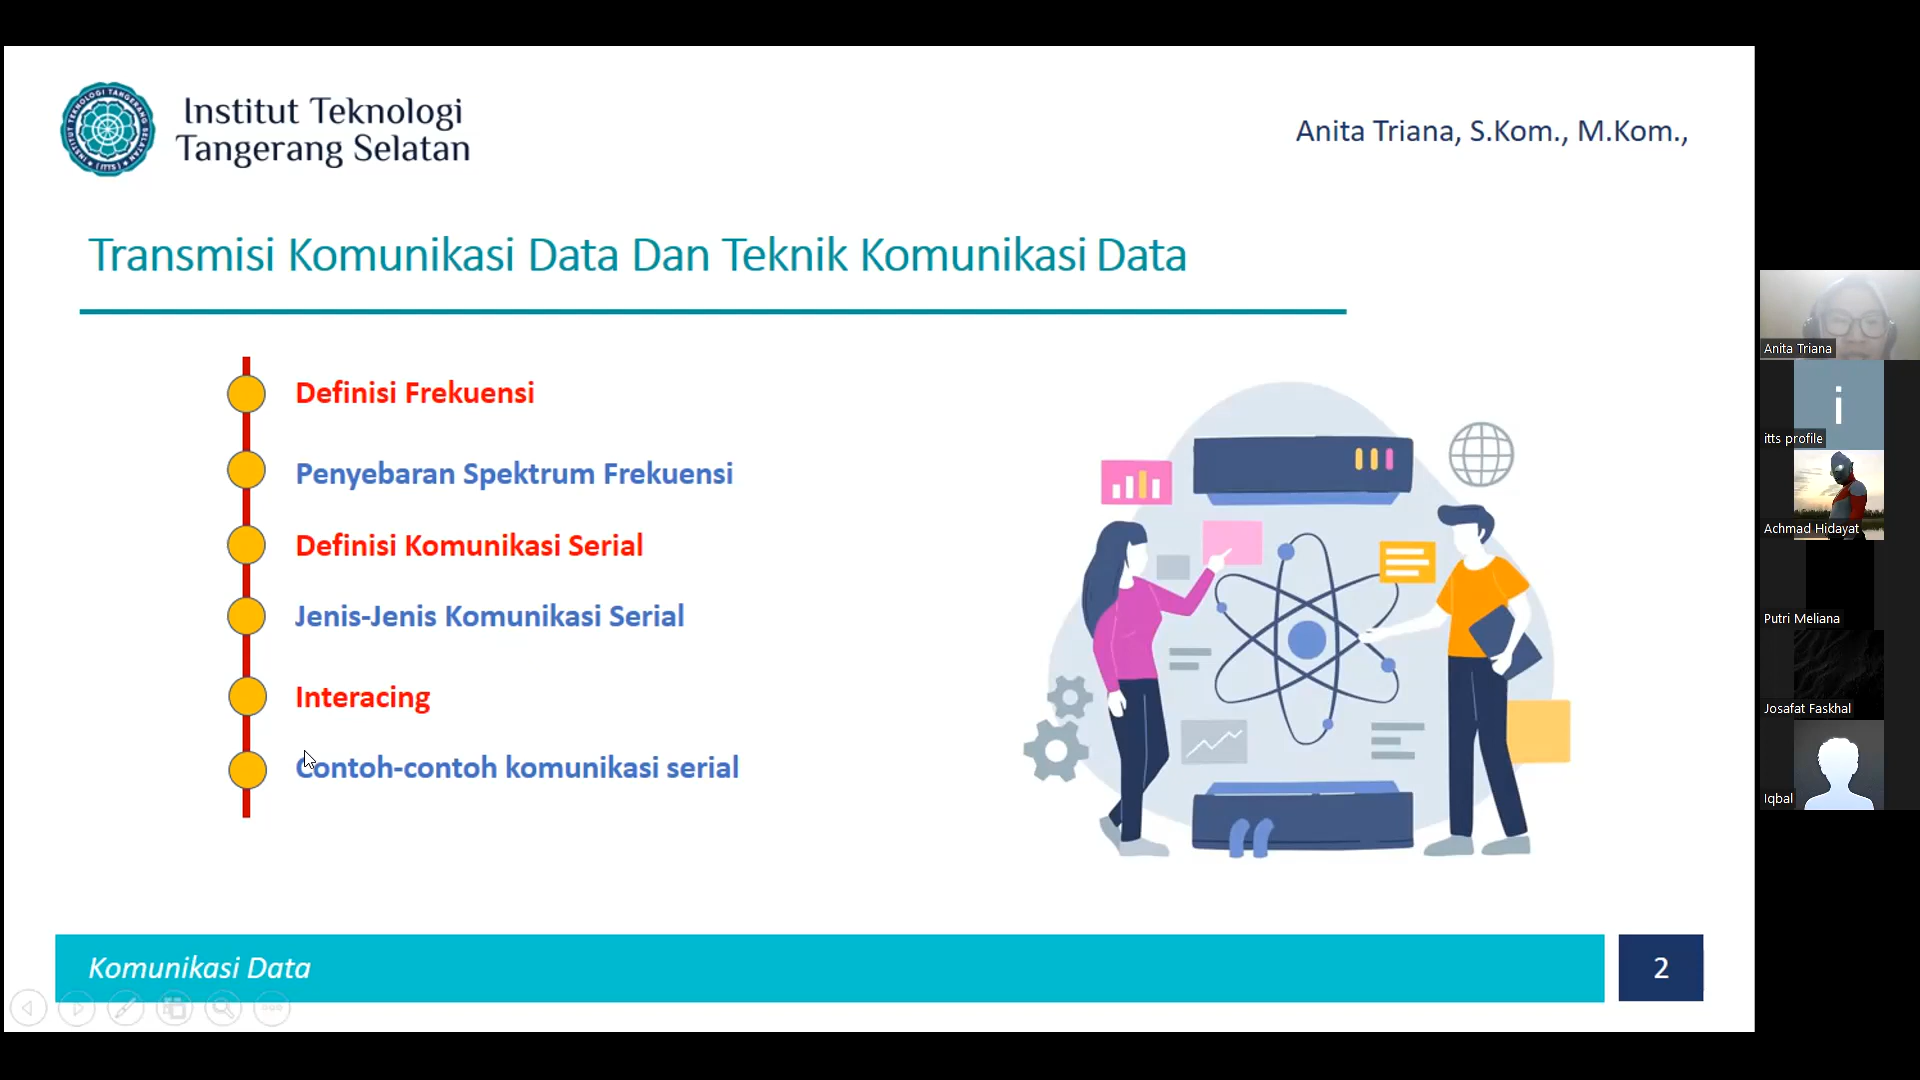 Institut Teknologi
Tangerang Selatan
Anita Triana, S.Kom., M.Kom.,
Transmisi Komunikasi Data Dan Teknik Komunikasi Data
Definisi Frekuensi
Penyebaran Spektrum Frekuensi
Definisi Komunikasi Serial
Jenis-Jenis Komunikasi Serial
Interacing
Contoh-contoh komunikasi serial
Komunikasi Data
2
Anita Triana
i
itts profile
Achmad Hidayat
Putri Meliana
Josafat Faskhal
Iqbal